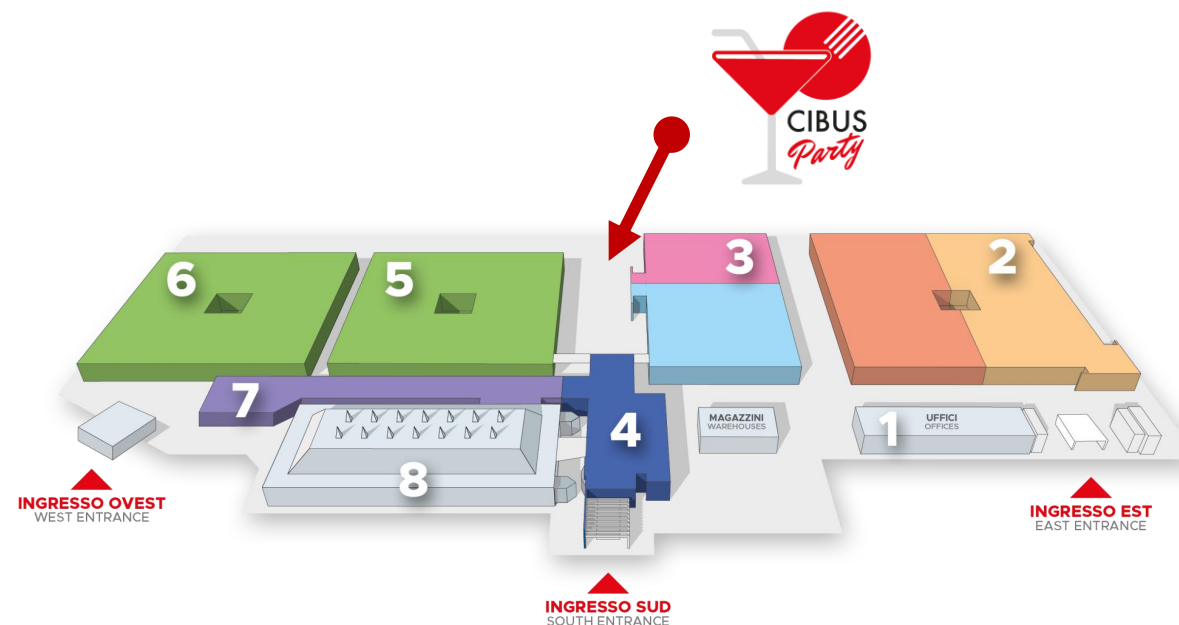 CIBUS
Party
6
5
3
2
7
4
MAGAZZINI
WAREHOUSES
1
UFFICI
OFFICES
8
INGRESSO OVEST
WEST ENTRANCE
INGRESSO EST
EAST ENTRANCE
INGRESSO SUD
SOUTH ENTRANCE